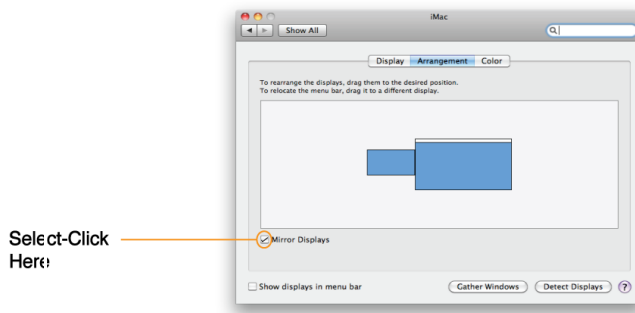 iMac
Show All
Display Arrangement Color
To rearrange the displays, drag them to the desired position.
To relocate the menu bar, drag it to a different display.
Select-Click
Here
Mirror Displays
Show displays in menu bar Gather Windows Detect Displays ?